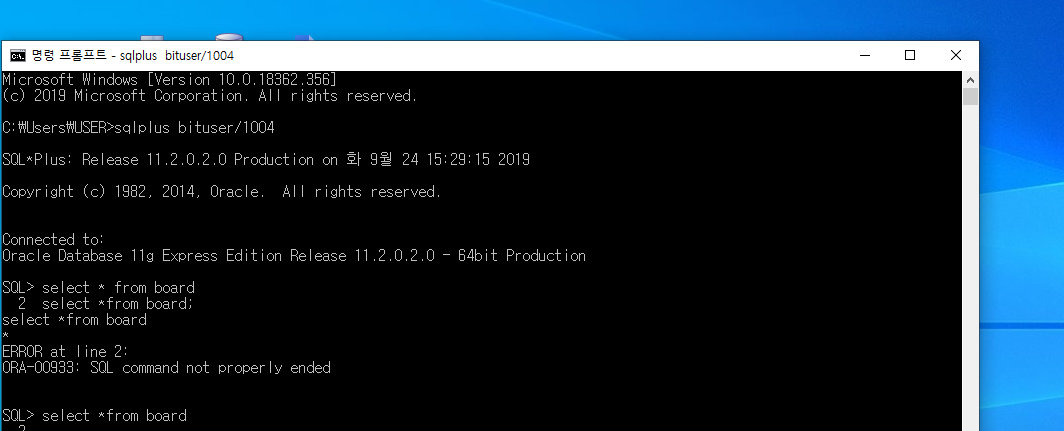 명령 프롬프트 - sqlplus  bituser/1004
Microsoft Windows [Version 10.0.18362.356]
(c) 2019 Microsoft Corporation. All rights reserved.
C:\Users\USER>sqlplus bituser/1004
SQL*Plus: Release 11.2.0.2.0 Production on 화 9월 24 15:29:15 2019
Copyright (c) 1982, 2014, Oracle.  All rights reserved.
Connected to:
Oracle Database 11g Express Edition Release 11.2.0.2.0 - 64bit Production
SQL> select * from board
  2  select *from board;
select *from board
*
ERROR at line 2:
ORA-00933: SQL command not properly ended
SQL> select *from board
  2